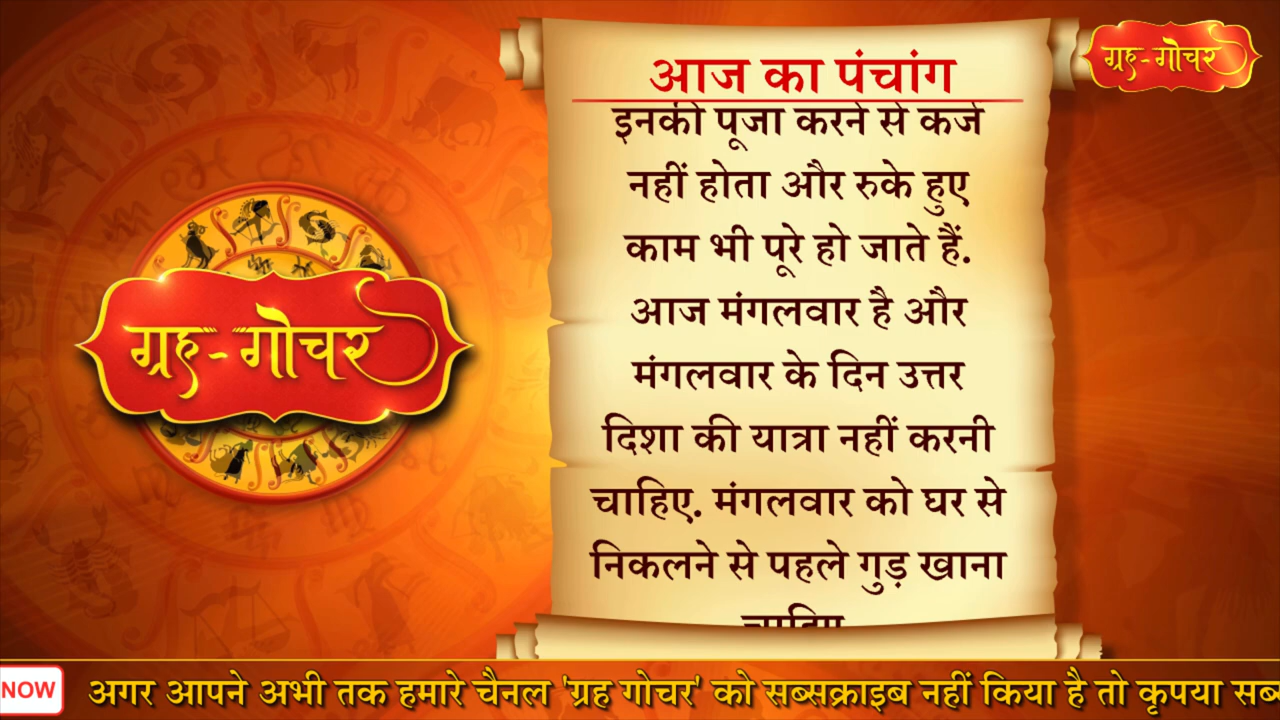 आज का पंचांग
ग्रह-गोचर
इनकी पूजा करने से कर्ज
नहीं होता और रुके हुए
काम भी पूरे हो जाते हैं.
आज मंगलवार है और
मंगलवार के दिन उत्तर
दिशा की यात्रा नहीं करनी
चाहिए. मंगलवार को घर से
निकलने से पहले गुड़ खाना
चाहिए
ग्रह-गोचर
NOW अगर आपने अभी तक हमारे चैनल 'ग्रह गोचर' को सब्सक्राइब नहीं किया है तो कृपया सब्